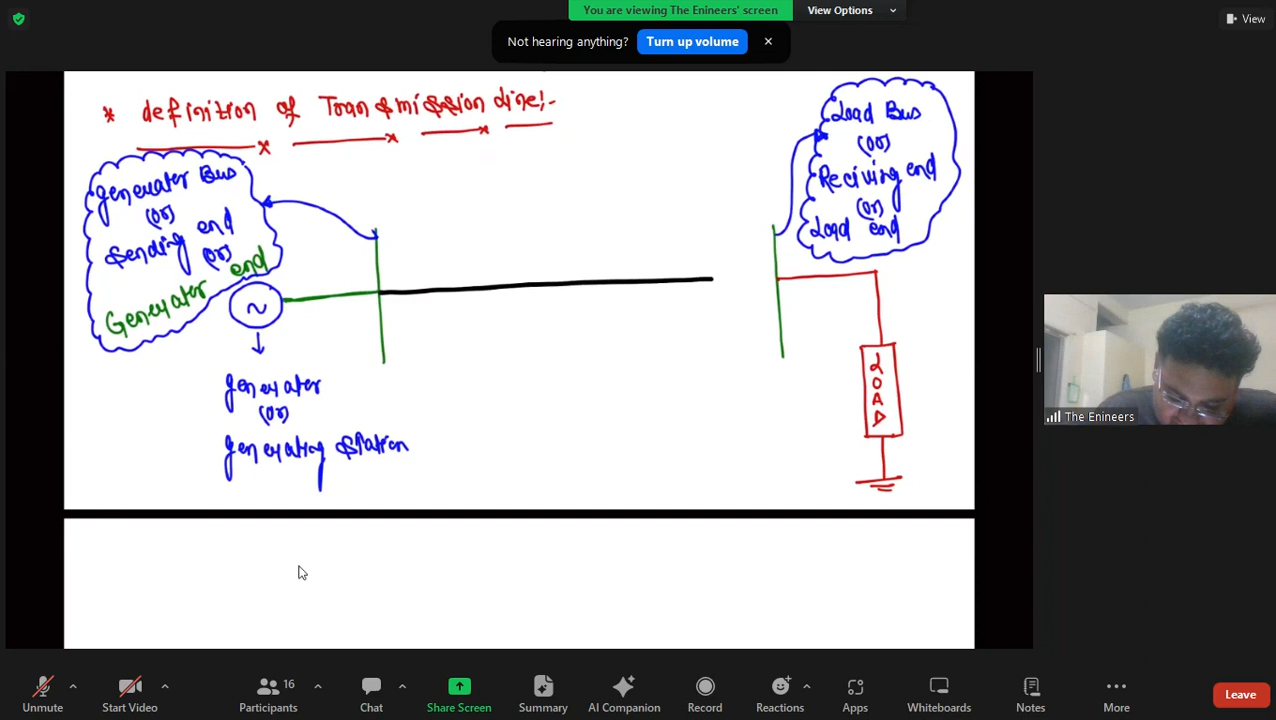 You are viewing The Enineers' screen
View Options
View
Not hearing anything?
Turn up volume
* definition of Transmission Line:-
Generater Bus
(or)
Sending end
(or)
Generater end
Load Bus
(or)
Reciving end
(or)
Load end
~
generater
(or)
generating station
LOAD
The Enineers
Unmute
Start Video
16
Participants
Chat
Share Screen
Summary
AI Companion
Record
Reactions
Apps
Whiteboards
Notes
More
Leave